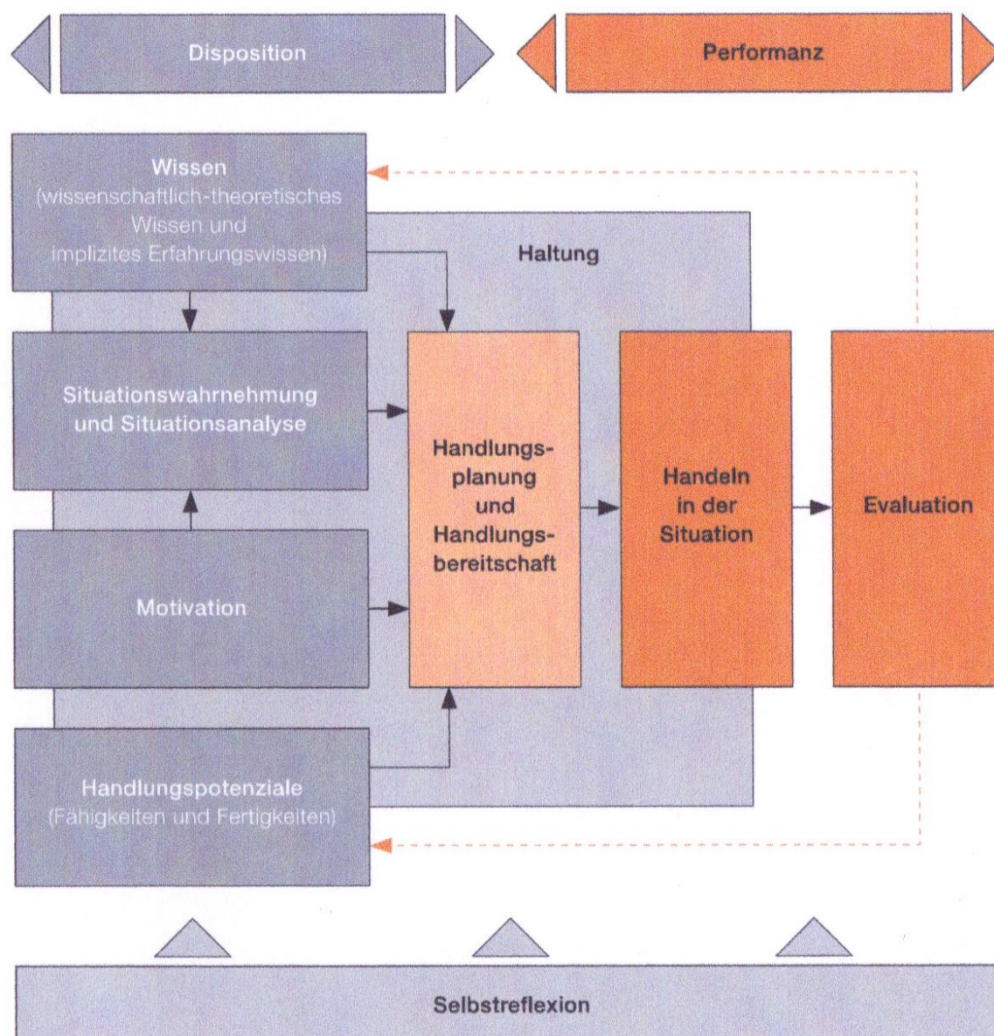 Disposition
Performanz
Wissen
(wissenschaftlich-theoretisches
Wissen und
implizites Erfahrungswissen)
Haltung
Situationswahrnehmung
und Situationsanalyse
Handlungs-
planung
und
Handlungs-
bereitschaft
Handeln
in der
Situation
Evaluation
Motivation
Handlungspotenziale
(Fähigkeiten und Fertigkeiten)
Selbstreflexion